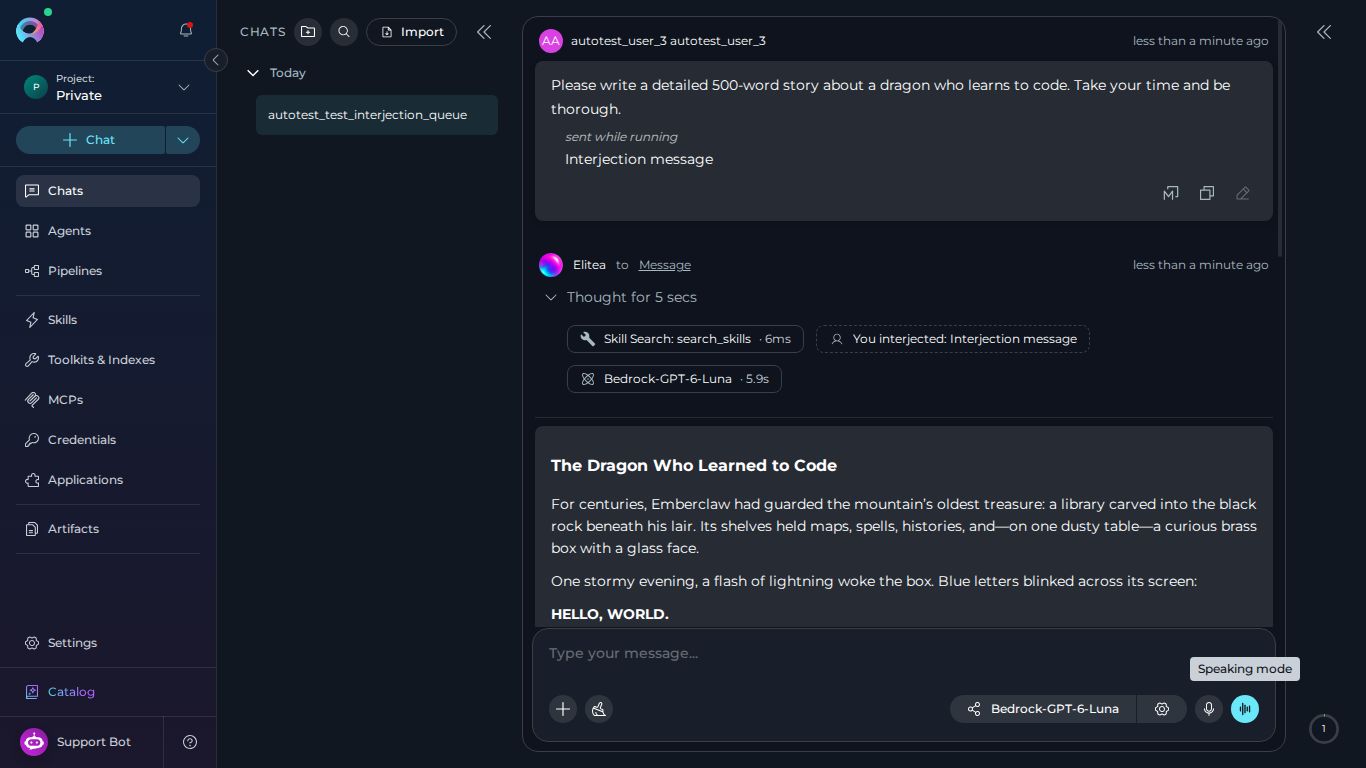 Project:
P
Private
Chat
Chats
Agents
Pipelines
Skills
Toolkits & Indexes
MCPs
Credentials
Applications
Artifacts
Settings
Catalog
Support Bot
CHATS
Import
Today
autotest_test_interjection_queue
AA
autotest_user_3 autotest_user_3
less than a minute ago
Please write a detailed 500-word story about a dragon who learns to code. Take your time and be
thorough.
sent while running
Interjection message
Elitea to Message
less than a minute ago
Thought for 5 secs
Skill Search: search_skills · 6ms
You interjected: Interjection message
Bedrock-GPT-6-Luna · 5.9s
The Dragon Who Learned to Code
For centuries, Emberclaw had guarded the mountain’s oldest treasure: a library carved into the black
rock beneath his lair. Its shelves held maps, spells, histories, and—on one dusty table—a curious brass
box with a glass face.
One stormy evening, a flash of lightning woke the box. Blue letters blinked across its screen:
HELLO, WORLD.
Type your message...
Speaking mode
Bedrock-GPT-6-Luna
1